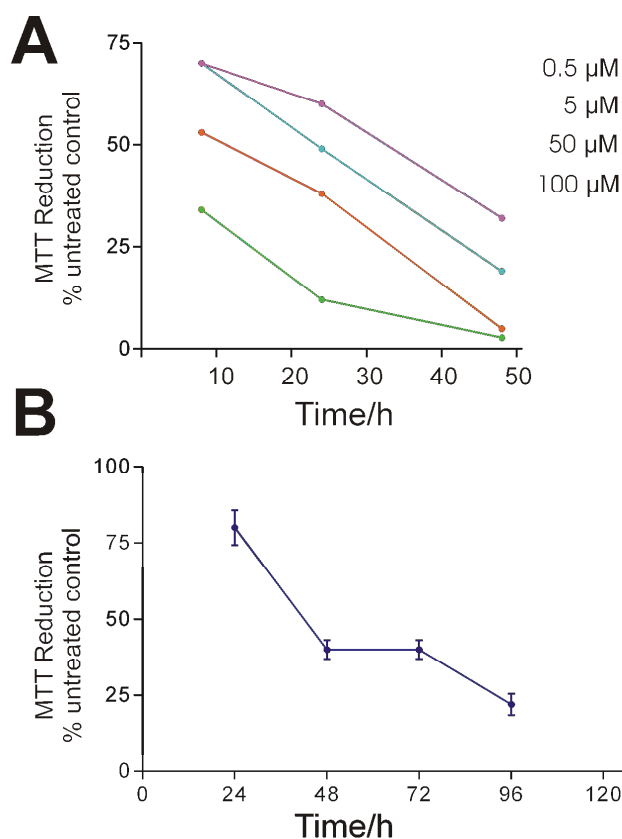 A
MTT Reduction
% untreated control
75
50
25
0
10 20 30 40 50
Time/h
0.5 µM
5 µM
50 µM
100 µM
B
MTT Reduction
% untreated control
100
75
50
25
0
0 24 48 72 96 120
Time/h